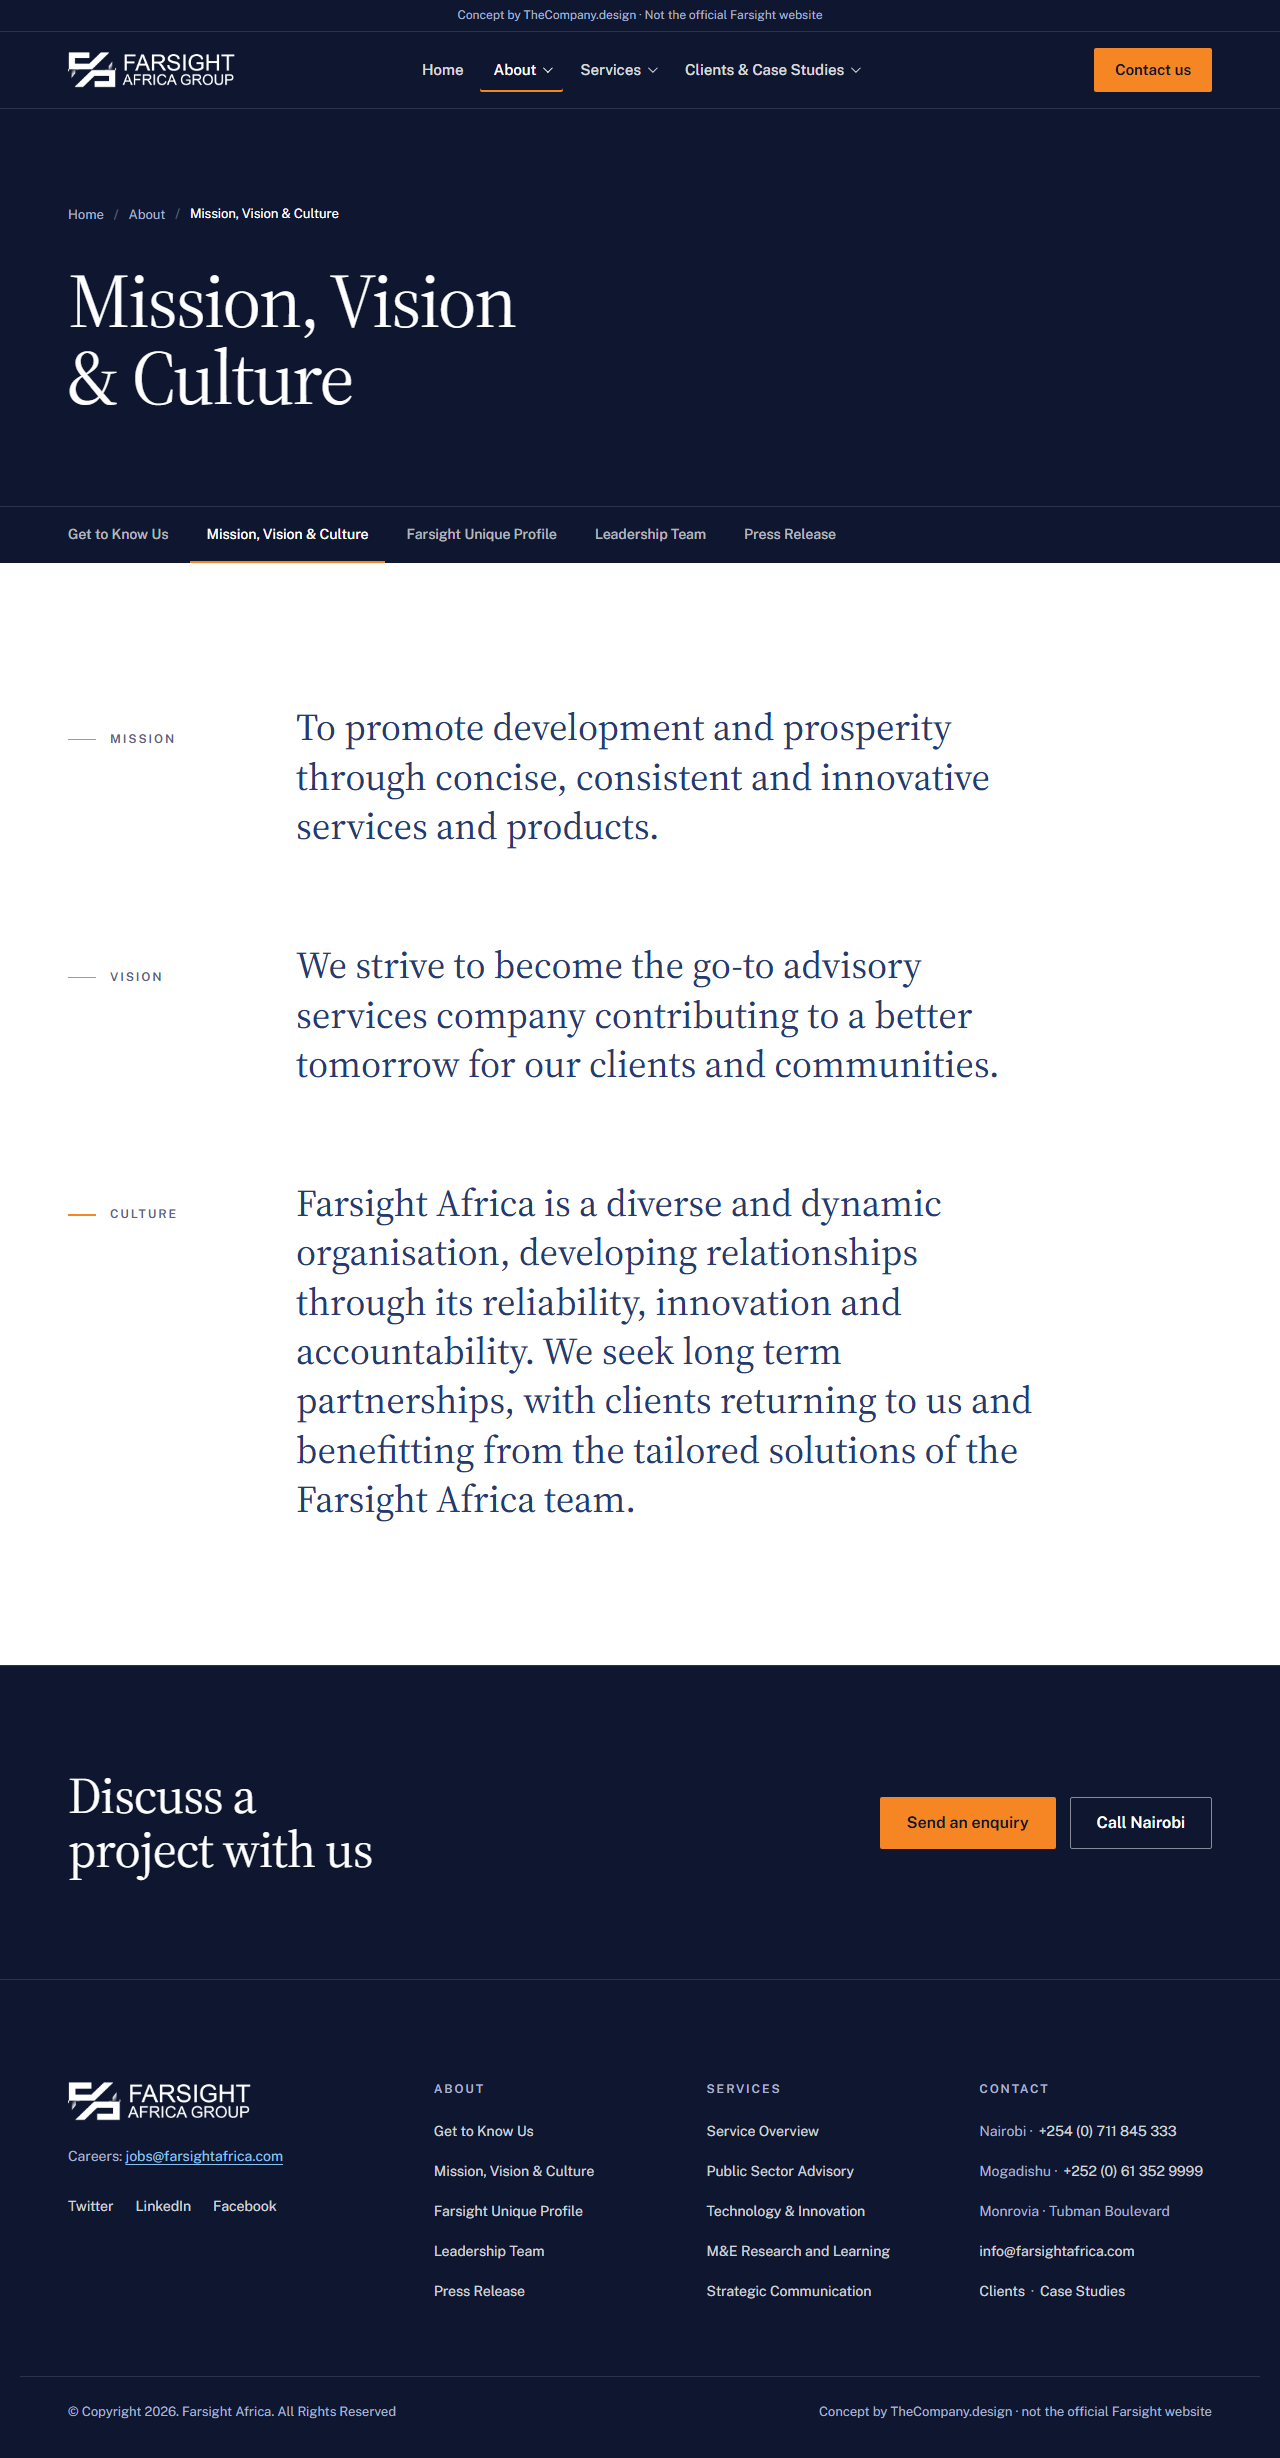 Concept by TheCompany.design · Not the official Farsight website
FARSIGHT
AFRICA GROUP
Home
About
Services
Clients & Case Studies
Contact us
Home / About / Mission, Vision & Culture
Mission, Vision
& Culture
Get to Know Us
Mission, Vision & Culture
Farsight Unique Profile
Leadership Team
Press Release
MISSION
To promote development and prosperity
through concise, consistent and innovative
services and products.
VISION
We strive to become the go-to advisory
services company contributing to a better
tomorrow for our clients and communities.
CULTURE
Farsight Africa is a diverse and dynamic
organisation, developing relationships
through its reliability, innovation and
accountability. We seek long term
partnerships, with clients returning to us and
benefitting from the tailored solutions of the
Farsight Africa team.
Discuss a
project with us
Send an enquiry
Call Nairobi
FARSIGHT
AFRICA GROUP
Careers: jobs@farsightafrica.com
Twitter
LinkedIn
Facebook
ABOUT
Get to Know Us
Mission, Vision & Culture
Farsight Unique Profile
Leadership Team
Press Release
SERVICES
Service Overview
Public Sector Advisory
Technology & Innovation
M&E Research and Learning
Strategic Communication
CONTACT
Nairobi · +254 (0) 711 845 333
Mogadishu · +252 (0) 61 352 9999
Monrovia · Tubman Boulevard
info@farsightafrica.com
Clients · Case Studies
© Copyright 2026. Farsight Africa. All Rights Reserved
Concept by TheCompany.design · not the official Farsight website